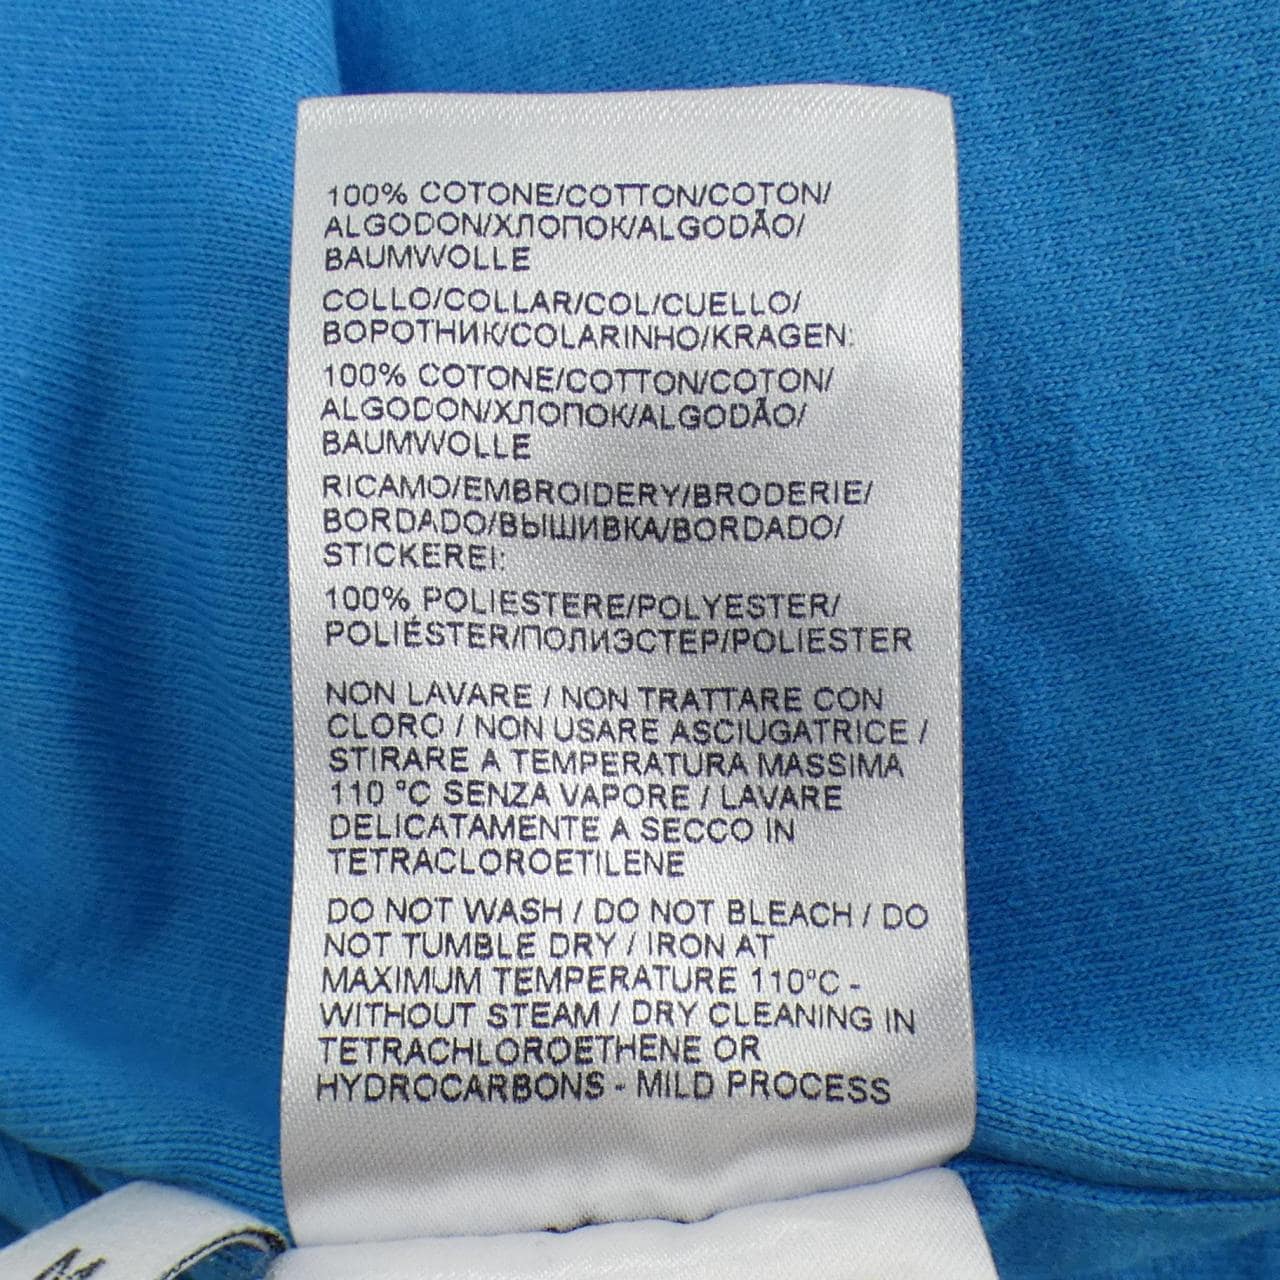 100% COTONE/COTTON/COTON/
ALGODON/ХЛОПОК/ALGODÃO/
BAUMWOLLE
COLLO/COLLAR/COL/CUELLO/
ВОРОТНИК/COLARINHO/KRAGEN:
100% COTONE/COTTON/COTON/
ALGODON/ХЛОПОК/ALGODÃO/
BAUMWOLLE
RICAMO/EMBROIDERY/BRODERIE/
BORDADO/ВЫШИВКА/BORDADO/
STICKEREI:
100% POLIESTERE/POLYESTER/
POLIÉSTER/ПОЛИЭСТЕР/POLIESTER
NON LAVARE / NON TRATTARE CON
CLORO / NON USARE ASCIUGATRICE /
STIRARE A TEMPERATURA MASSIMA
110 °C SENZA VAPORE / LAVARE
DELICATAMENTE A SECCO IN
TETRACLOROETILENE
DO NOT WASH / DO NOT BLEACH / DO
NOT TUMBLE DRY / IRON AT
MAXIMUM TEMPERATURE 110°C -
WITHOUT STEAM / DRY CLEANING IN
TETRACHLOROETHENE OR
HYDROCARBONS - MILD PROCESS